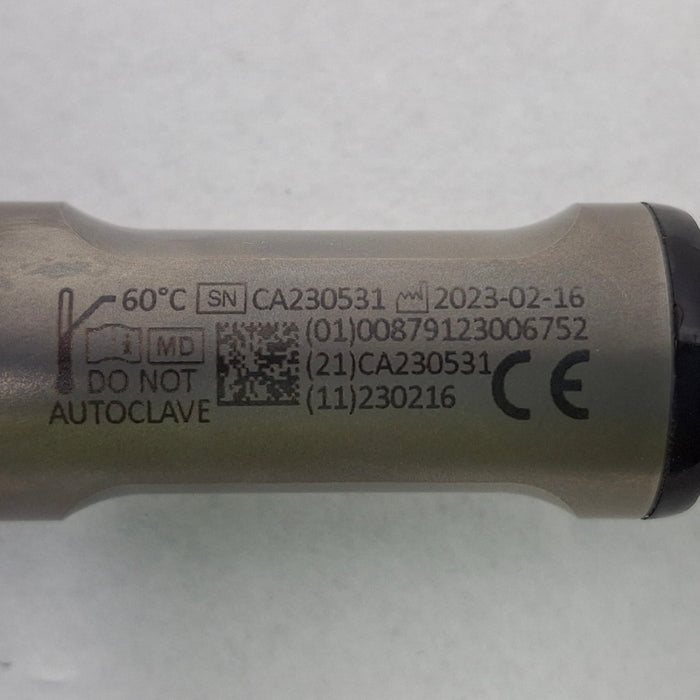 60°C SN CA230531 2023-02-16
i MD (01)00879123006752
DO NOT (21)CA230531 CE
AUTOCLAVE (11)230216